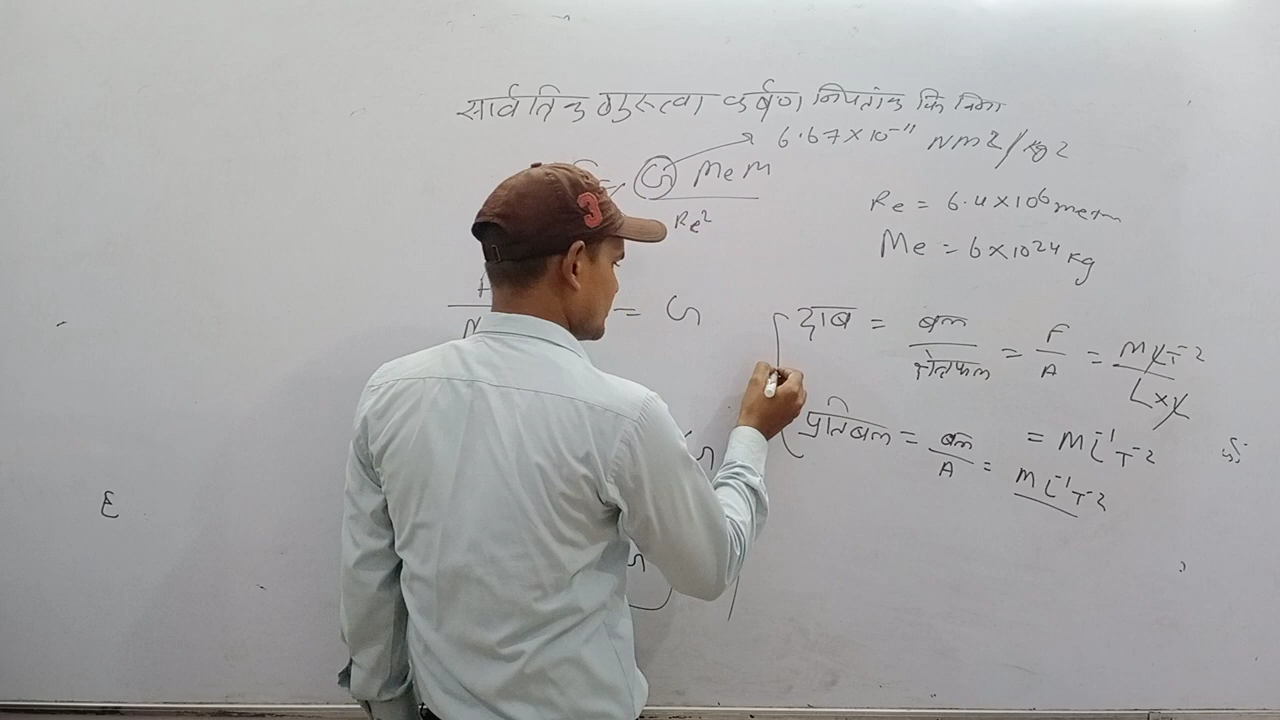 सार्वत्रिक गुरुत्वा कर्षण नियतांक कि विमा
6.67×10⁻¹¹ Nm2/kg2
= G MeM
Re²
Re = 6.4×10⁶ meter
Me = 6×10²⁴ kg
= G
दाब = बल/क्षेत्रफल = F/A = MLT⁻²/L×L
= ML⁻¹T⁻²
प्रतिबल = बल/A = ML⁻¹T⁻²
3
E